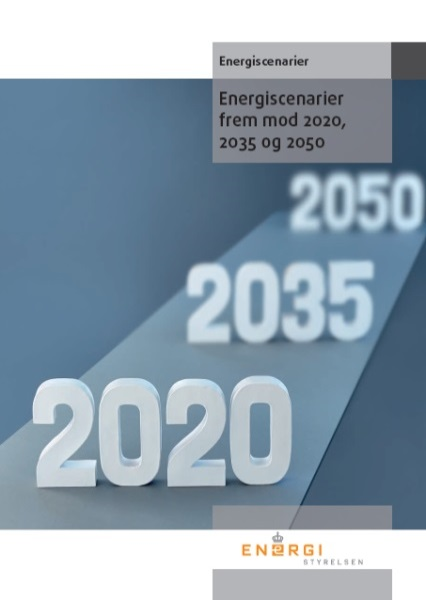 Energiscenarier
Energiscenarier
frem mod 2020,
2035 og 2050
2050
2035
2020
ENERGI
STYRELSEN